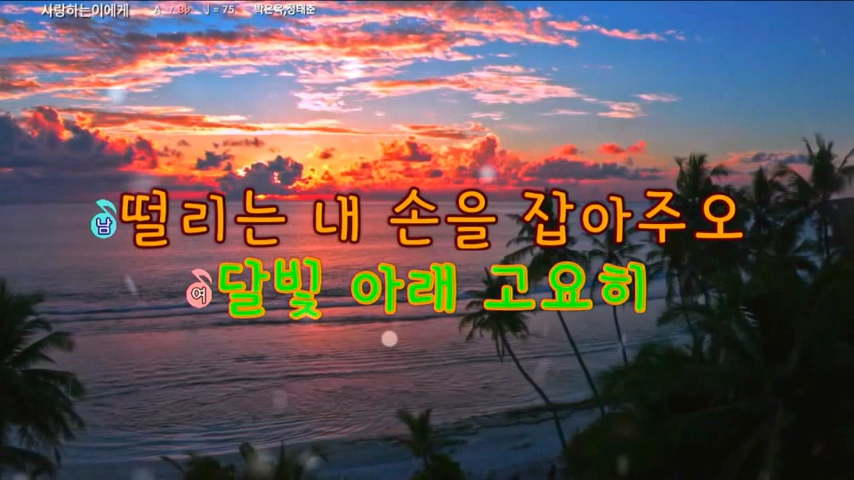 사랑하는이에게 A / B♭ ♩= 75 박은옥,정태춘
남 떨리는 내 손을 잡아주오
여 달빛 아래 고요히